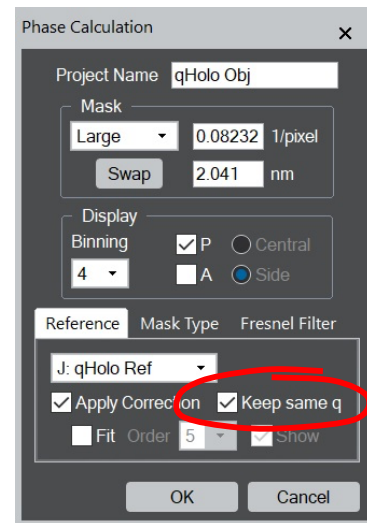 Phase Calculation ×
Project Name qHolo Obj
Mask
Large 0.08232 1/pixel
Swap 2.041 nm
Display
Binning P Central
4 A Side
Reference Mask Type Fresnel Filter
J: qHolo Ref
Apply Correction Keep same q
Fit Order 5 Show
OK Cancel